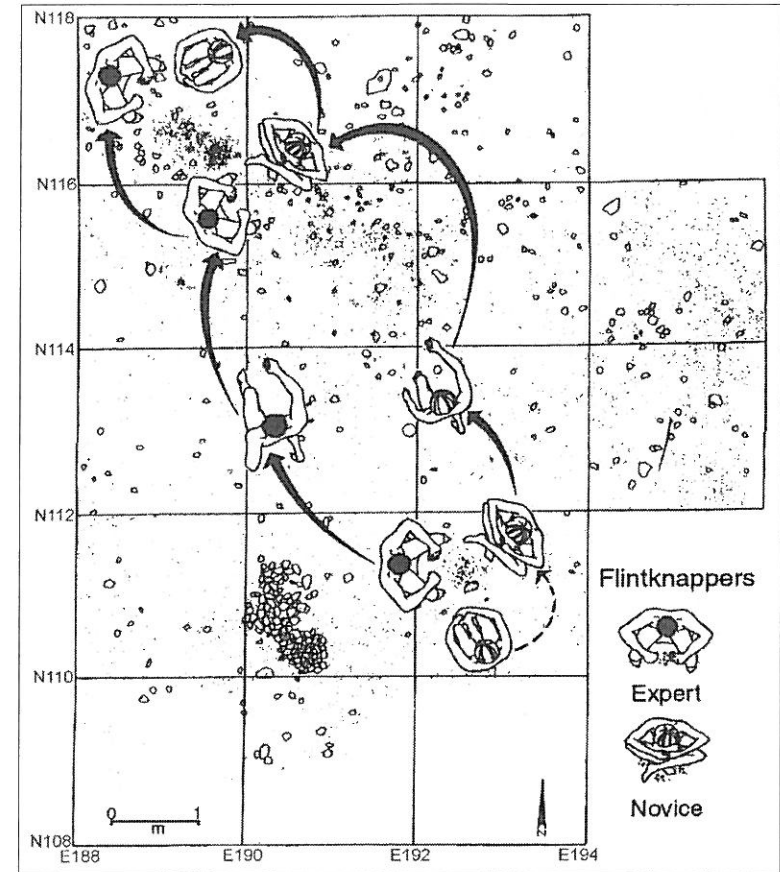 N118
N116
N114
N112
N110
N108
E188 E190 E192 E194
0 1
m
N
Flintknappers
Expert
Novice